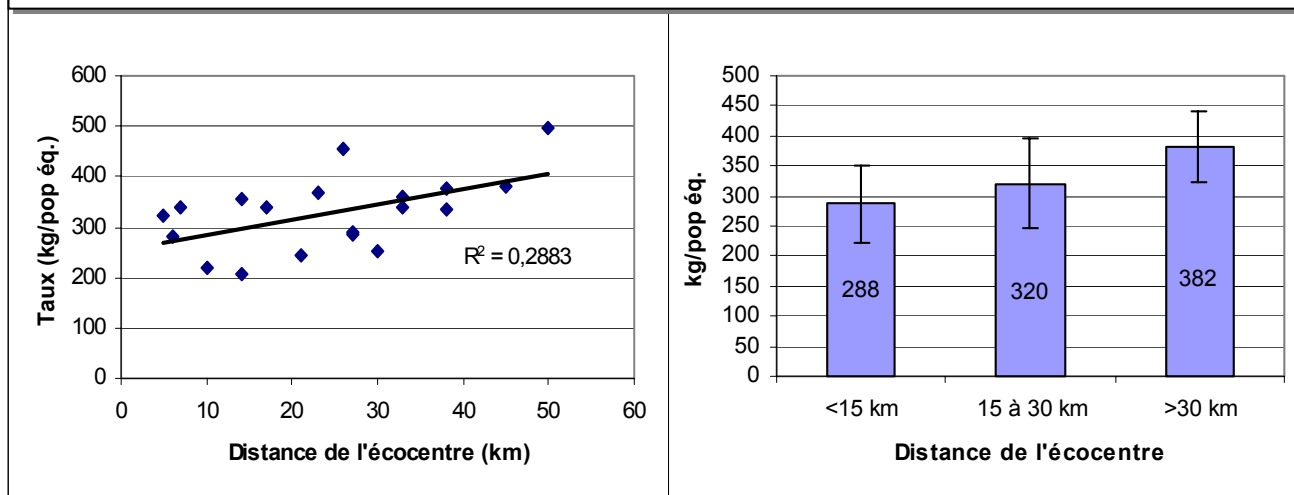 600
500
400
300
200
100
0
0 10 20 30 40 50 60
Taux (kg/pop éq.)
R² = 0,2883
Distance de l'écocentre (km)
500
450
400
350
300
250
200
150
100
50
0
kg/pop éq.
288 320 382
<15 km 15 à 30 km >30 km
Distance de l'écocentre